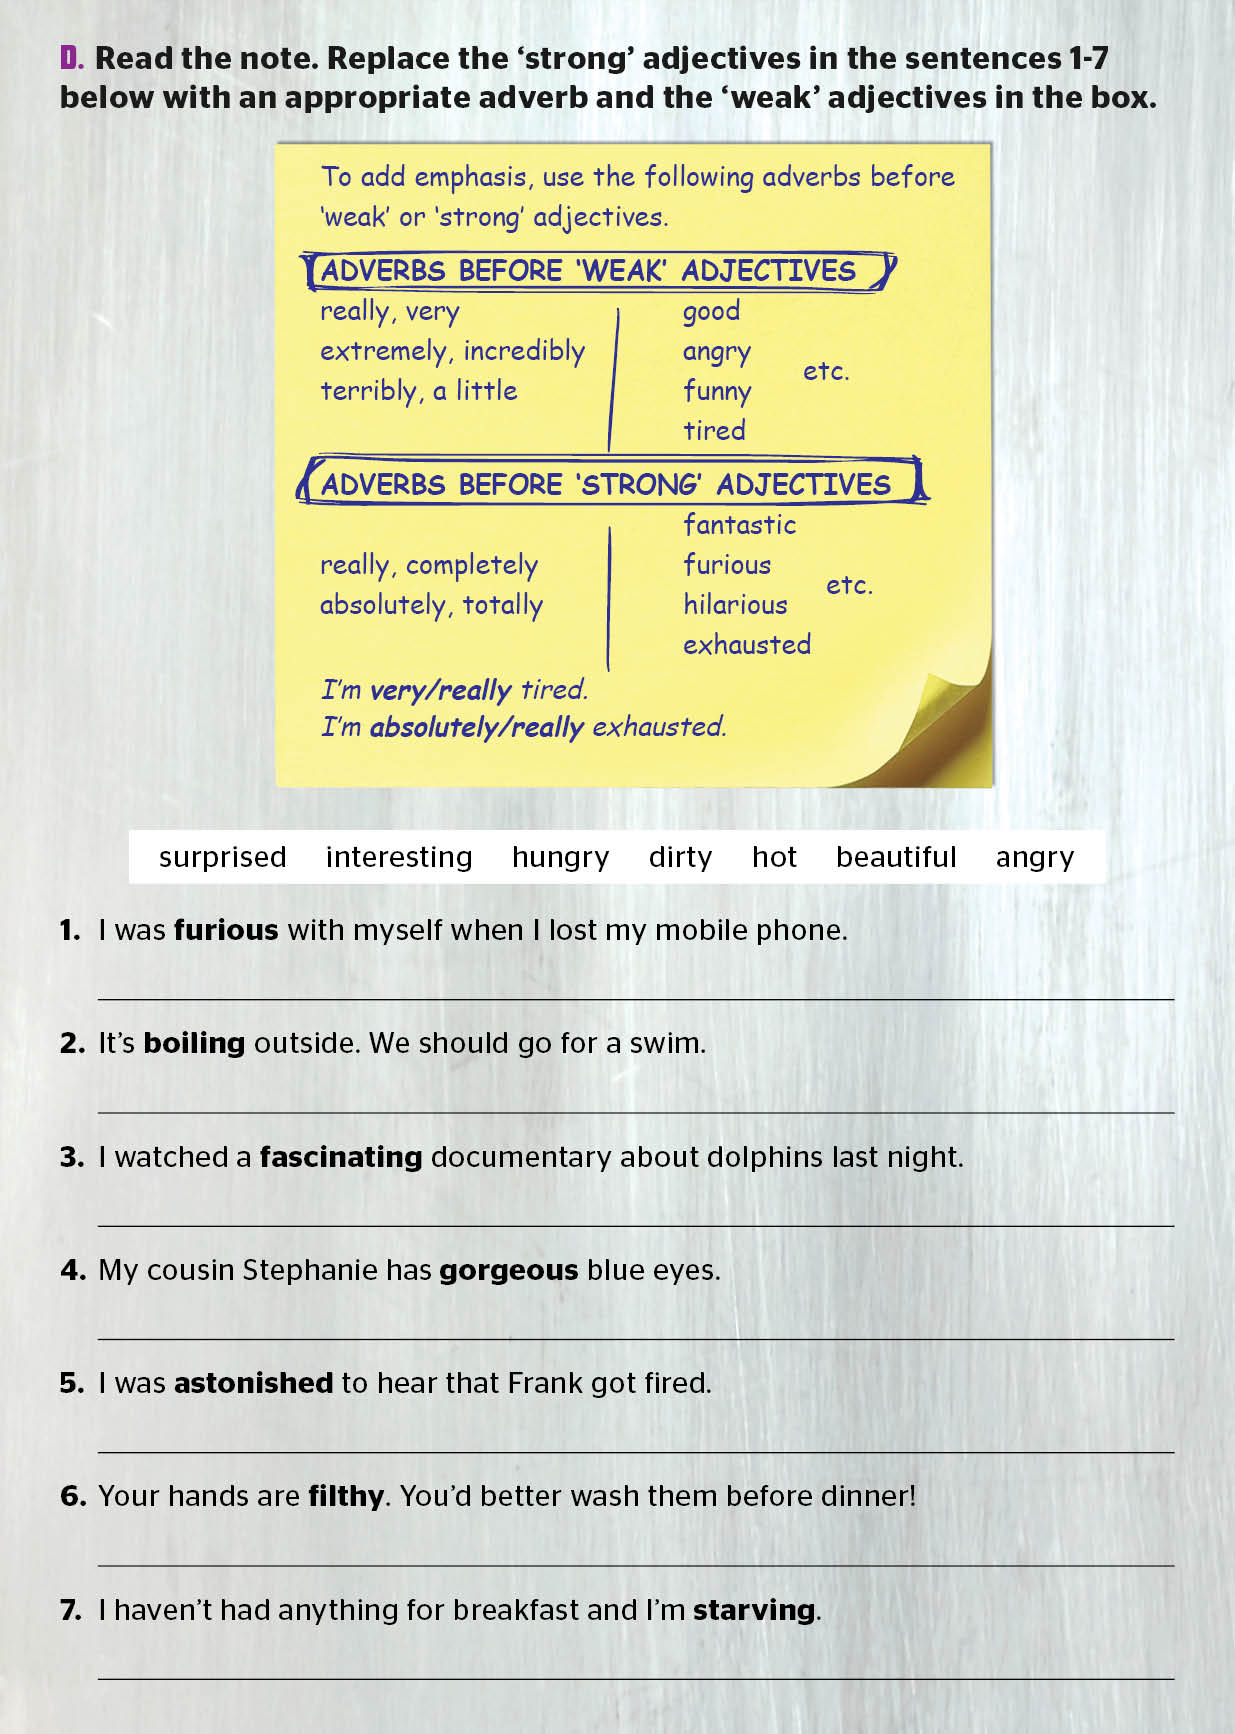 D. Read the note. Replace the ‘strong’ adjectives in the sentences 1-7
below with an appropriate adverb and the ‘weak’ adjectives in the box.
To add emphasis, use the following adverbs before
‘weak’ or ‘strong’ adjectives.
ADVERBS BEFORE ‘WEAK’ ADJECTIVES
really, very good
extremely, incredibly angry
etc.
terribly, a little funny
tired
ADVERBS BEFORE ‘STRONG’ ADJECTIVES
fantastic
really, completely furious
etc.
absolutely, totally hilarious
exhausted
I’m very/really tired.
I’m absolutely/really exhausted.
surprised interesting hungry dirty hot beautiful angry
1. I was furious with myself when I lost my mobile phone.
2. It’s boiling outside. We should go for a swim.
3. I watched a fascinating documentary about dolphins last night.
4. My cousin Stephanie has gorgeous blue eyes.
5. I was astonished to hear that Frank got fired.
6. Your hands are filthy. You’d better wash them before dinner!
7. I haven’t had anything for breakfast and I’m starving.